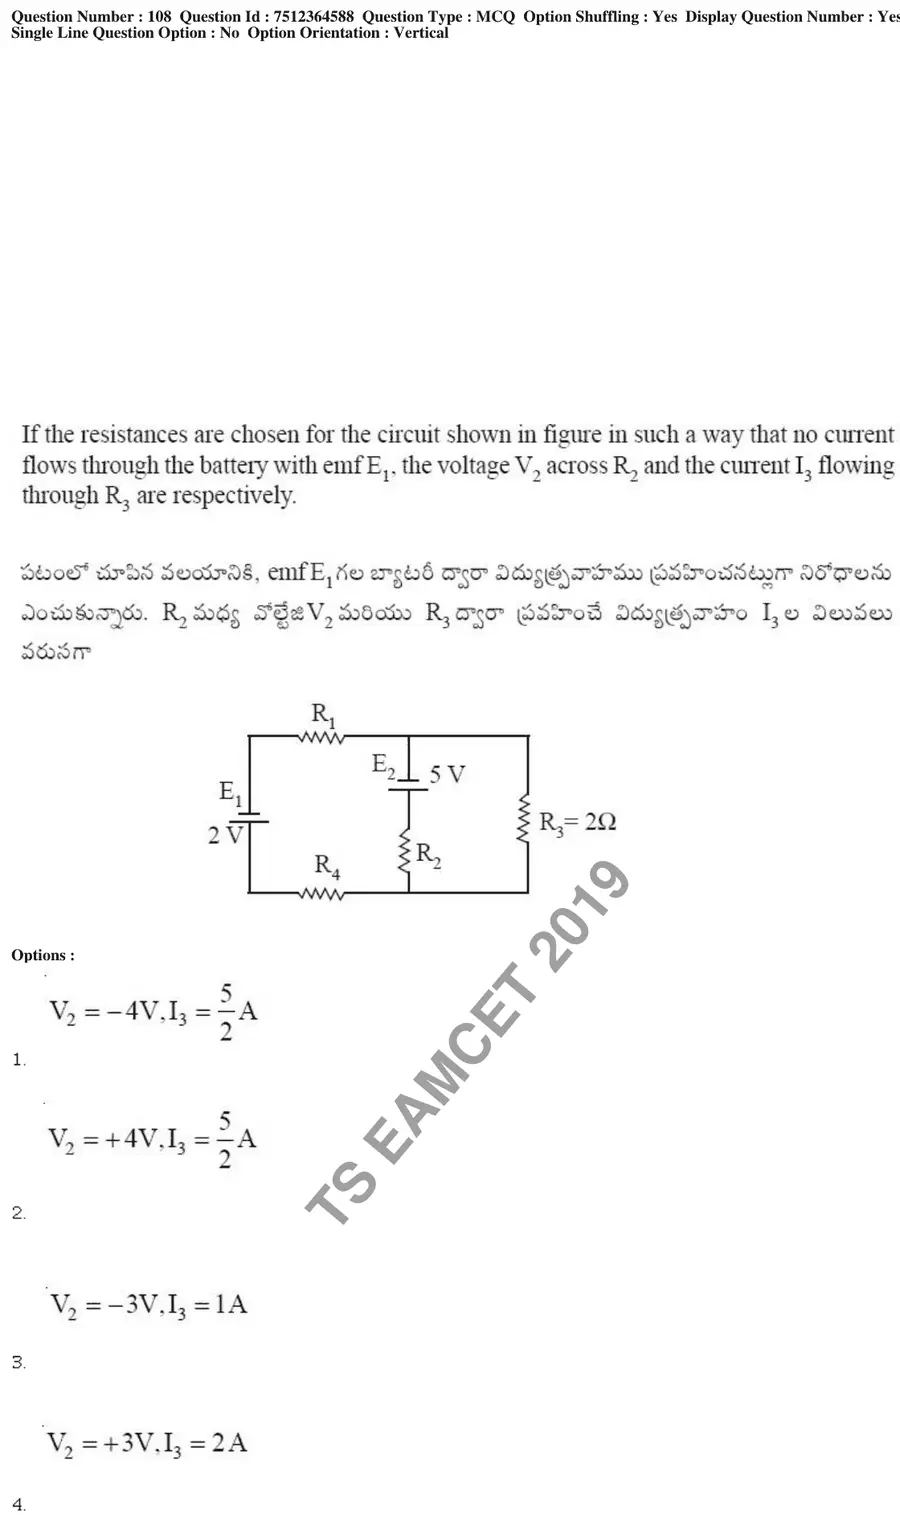 Question Number : 108 Question Id : 7512364588 Question Type : MCQ Option Shuffling : Yes Display Question Number : Yes
Single Line Question Option : No Option Orientation : Vertical
If the resistances are chosen for the circuit shown in figure in such a way that no current
flows through the battery with emf E₁, the voltage V₂ across R₂ and the current I₃ flowing
through R₃ are respectively.
పటంలో చూపిన వలయానికి, emf E₁గల బ్యాటరీ ద్వారా విద్యుత్ప్రవాహము ప్రవహించనట్లుగా నిరోధాలను
ఎంచుకున్నారు. R₂ మధ్య వోల్టేజి V₂ మరియు R₃ ద్వారా ప్రవహించే విద్యుత్ప్రవాహం I₃ ల విలువలు
వరుసగా
R₁
E₂ 5 V
E₁
2 V
R₃= 2Ω
R₂
R₄
TS EAMCET 2019
Options :
V₂ = −4V, I₃ = 5/2 A
1.
V₂ = +4V, I₃ = 5/2 A
2.
V₂ = −3V, I₃ = 1A
3.
V₂ = +3V, I₃ = 2A
4.